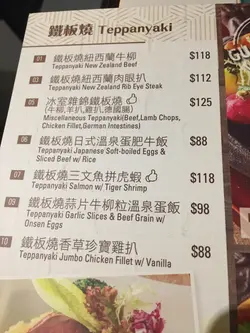 鐵板燒 Teppanyaki
01 鐵板燒紐西蘭牛柳 $118
Teppanyaki New Zealand Beef
03 鐵板燒紐西蘭肉眼扒 $112
Teppanyaki New Zealand Rib Eye Steak
05 冰室雜錦鐵板燒 $125
(牛柳,羊扒,雞扒,德國腸)
Miscellaneous Teppanyaki(Beef,Lamb Chops,
Chicken Fillet,German Intestines)
06 鐵板燒日式溫泉蛋肥牛飯 $88
Teppanyaki Japanese Soft-boiled Eggs &
Sliced Beef w/ Rice
鐵板燒三文魚拼虎蝦 $118
Teppanyaki Salmon w/ Tiger Shrimp
鐵板燒蒜片牛柳粒溫泉蛋飯 $98
Teppanyaki Garlic Slices & Beef Grain w/
Onsen Eggs
10 鐵板燒香草珍寶雞扒 $88
Teppanyaki Jumbo Chicken Fillet w/ Vanilla